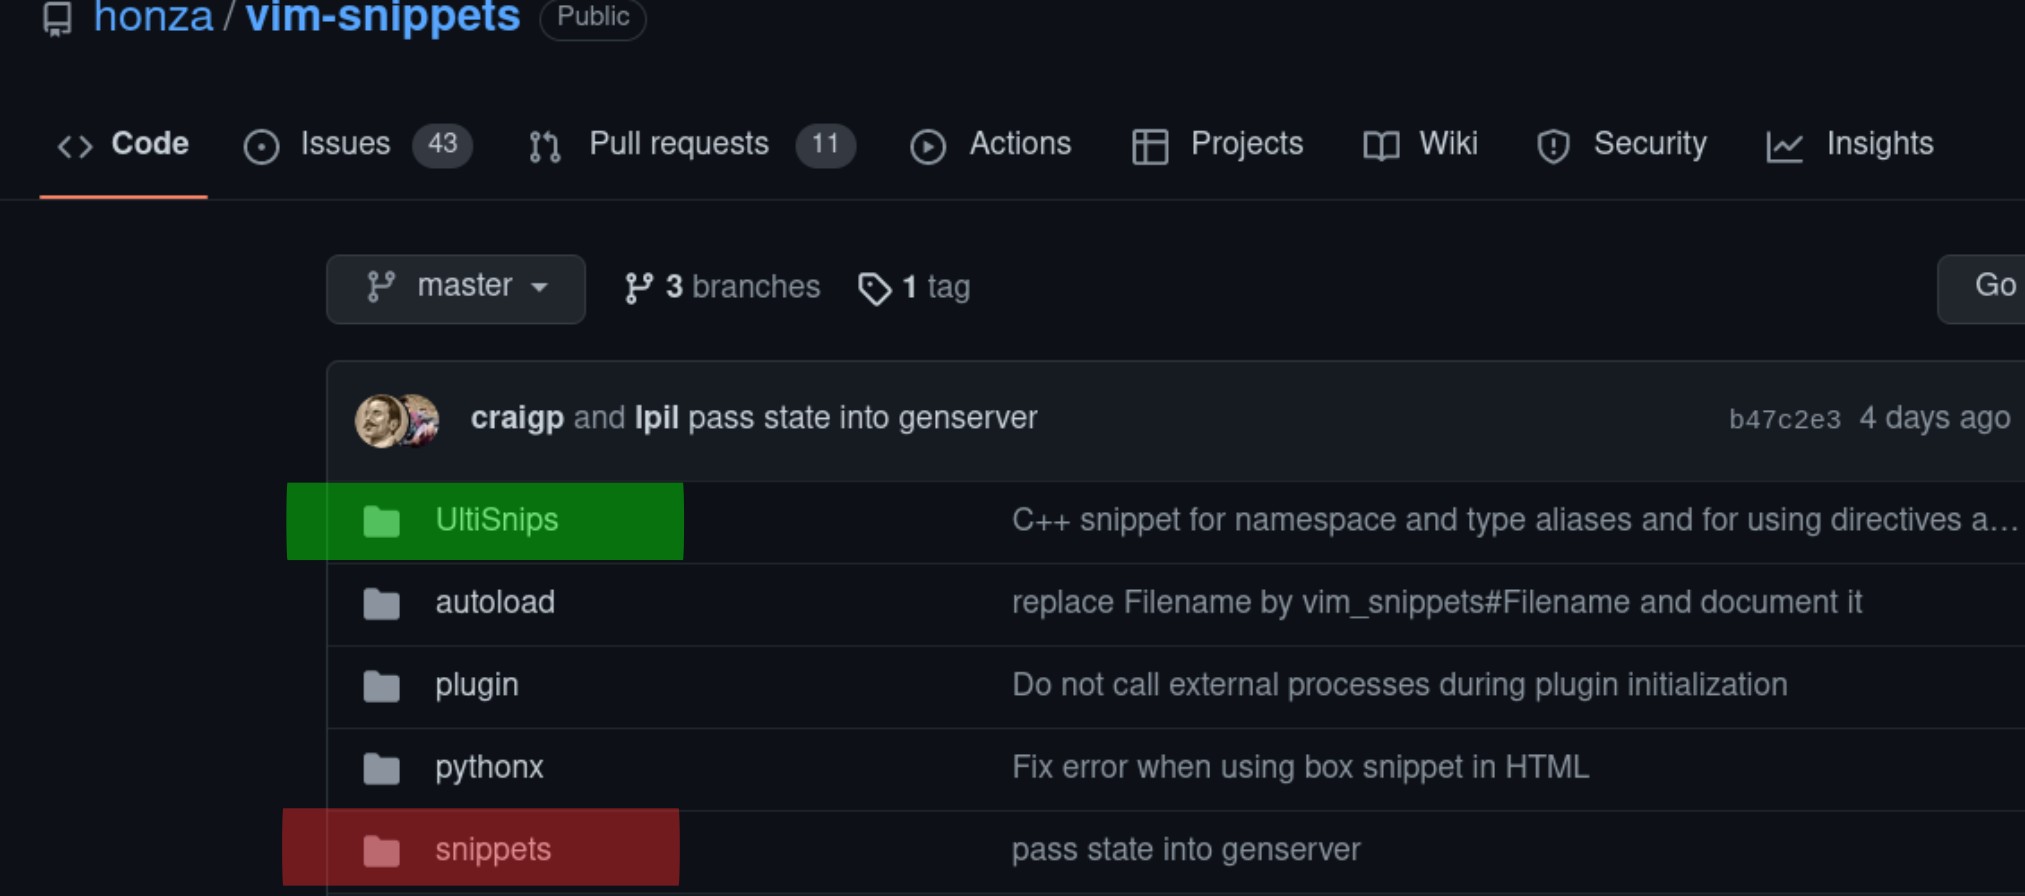 honza / vim-snippets Public
Code Issues 43 Pull requests 11 Actions Projects Wiki Security Insights
master 3 branches 1 tag Go
craigp and lpil pass state into genserver b47c2e3 4 days ago
UltiSnips C++ snippet for namespace and type aliases and for using directives a...
autoload replace Filename by vim_snippets#Filename and document it
plugin Do not call external processes during plugin initialization
pythonx Fix error when using box snippet in HTML
snippets pass state into genserver